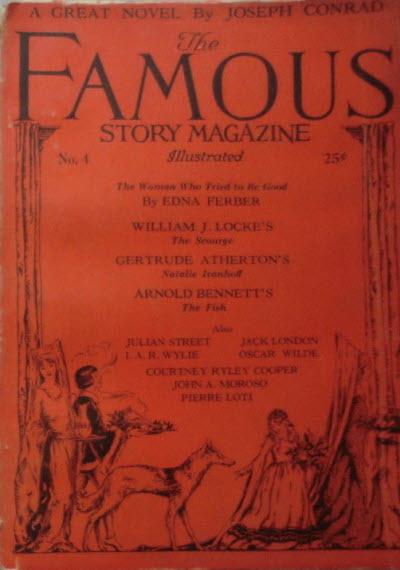 A GREAT NOVEL By JOSEPH CONRAD
The
FAMOUS
STORY MAGAZINE
No. 4 Illustrated 25¢
The Woman Who Tried to Be Good
By EDNA FERBER
WILLIAM J. LOCKE'S
The Scourge
GERTRUDE ATHERTON'S
Natalie Ivanhoff
ARNOLD BENNETT'S
The Fish
Also
JULIAN STREET JACK LONDON
I. A. R. WYLIE OSCAR WILDE
COURTNEY RYLEY COOPER
JOHN A. MOROSO
PIERRE LOTI